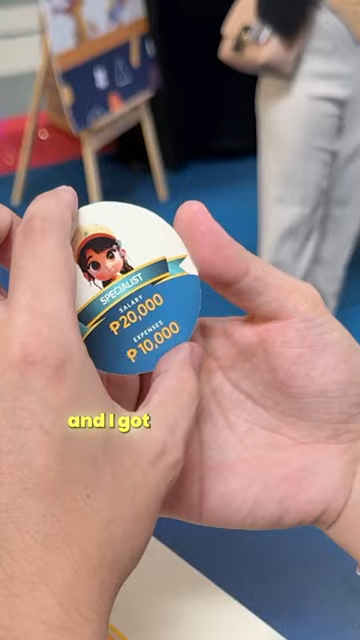 SPECIALIST
SALARY
₱20,000
EXPENSES
₱10,000
and I got